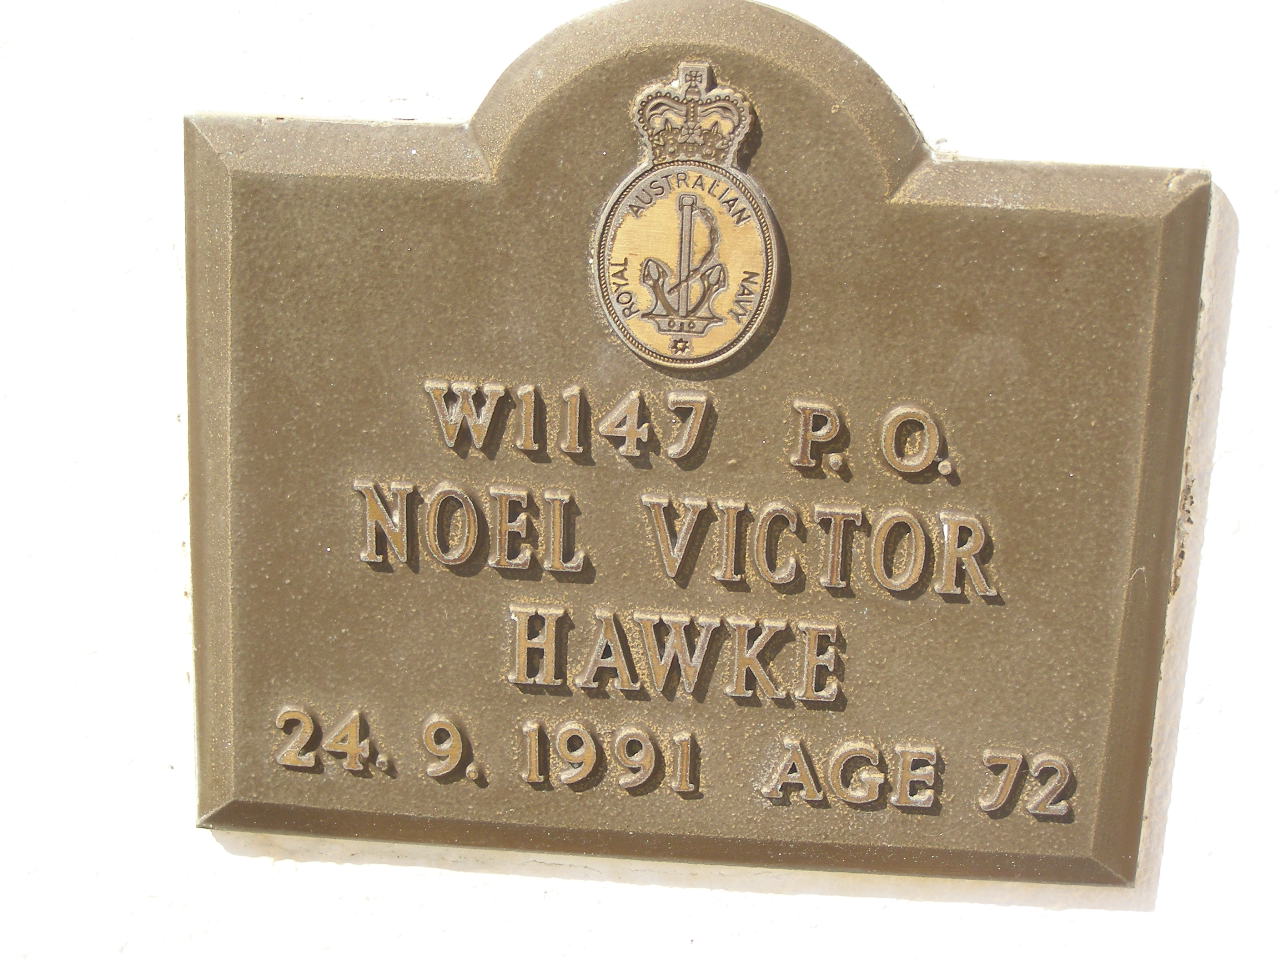 ROYAL AUSTRALIAN NAVY
W1147 P.O.
NOEL VICTOR
HAWKE
24. 9. 1991 AGE 72